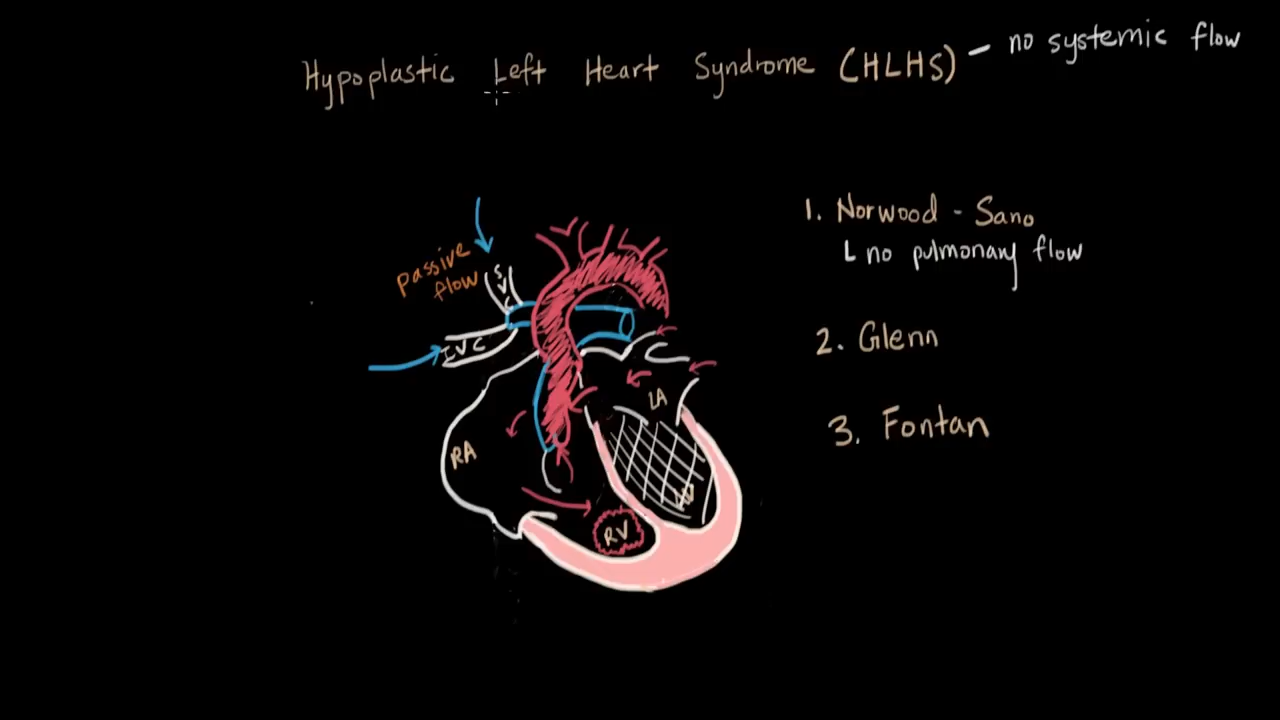 Hypoplastic Left Heart Syndrome (HLHS) - no systemic flow
1. Norwood - Sano
no pulmonary flow
passive
flow
SVC
IVC
2. Glenn
LA
3. Fontan
RA
RV